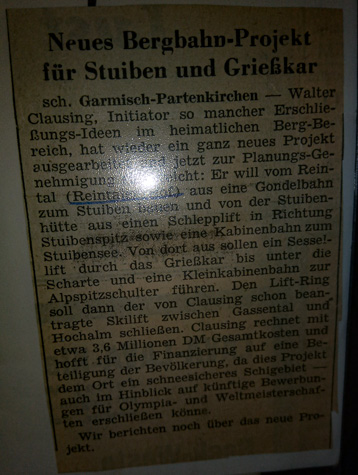 Neues Bergbahn-Projekt
für Stuiben und Grießkar
sch. Garmisch-Partenkirchen — Walter
Clausing, Initiator so mancher Erschlie-
ßungs-Ideen im heimatlichen Berg-Be-
reich, hat wieder ein ganz neues Projekt
ausgearbeitet und jetzt zur Planungs-Ge-
nehmigung : Er will vom Rein-
tal aus eine Gondelbahn
zum Stuiben bauen und von der Stuiben-
hütte aus einen Schlepplift in Richtung
Stuibenspitz sowie eine Kabinenbahn zum
Stuibensee. Von dort aus sollen ein Sessel-
lift durch das Grießkar bis unter die
Scharte und eine Kleinkabinenbahn zur
Alpspitzschulter führen. Den Lift-Ring
soll dann der von Clausing schon bean-
tragte Skilift zwischen Gassental und
Hochalm schließen. Clausing rechnet mit
etwa 3,6 Millionen DM Gesamtkosten und
hofft für die Finanzierung auf eine Be-
teiligung der Bevölkerung, da dies Projekt
dem Ort ein schneesicheres Schigebiet —
auch im Hinblick auf künftige Bewerbun-
gen für Olympia- und Weltmeisterschaf-
ten erschließen könne.
Wir berichten noch über das neue Pro-
jekt.